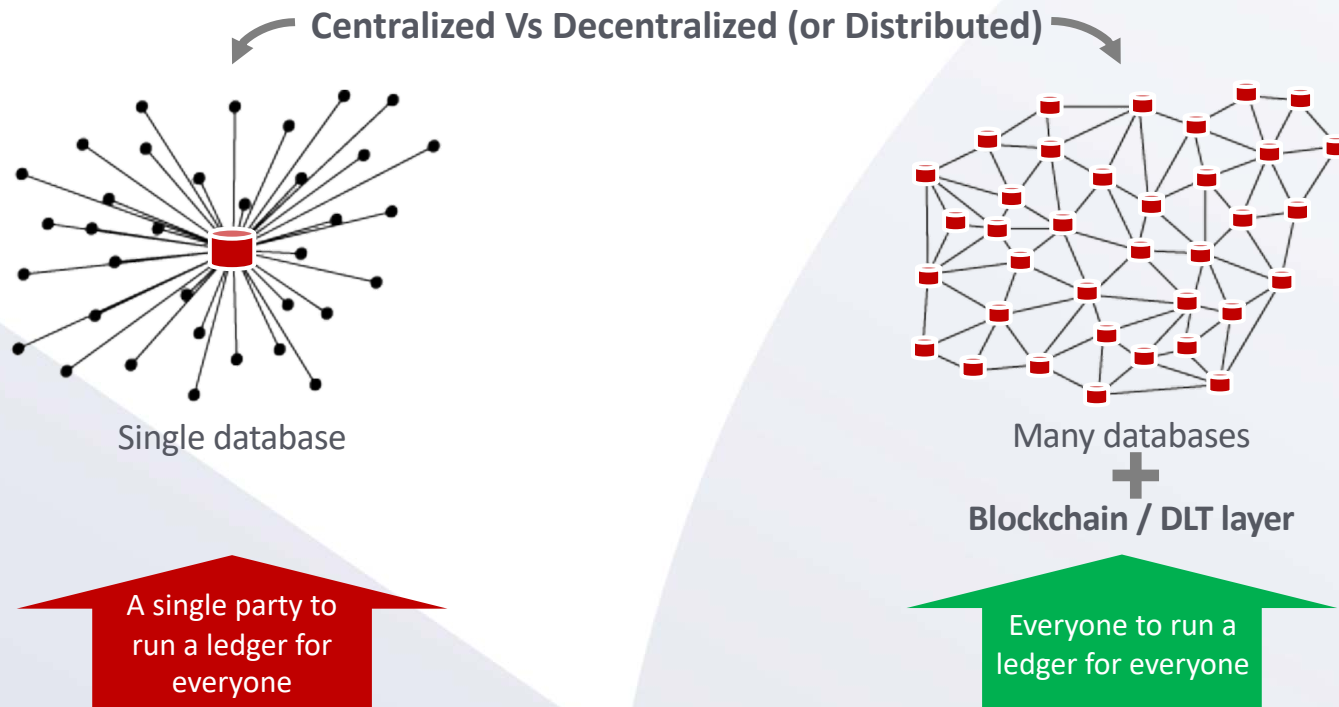 Centralized Vs Decentralized (or Distributed)
Single database
A single party to
run a ledger for
everyone
Many databases
+
Blockchain / DLT layer
Everyone to run a
ledger for everyone